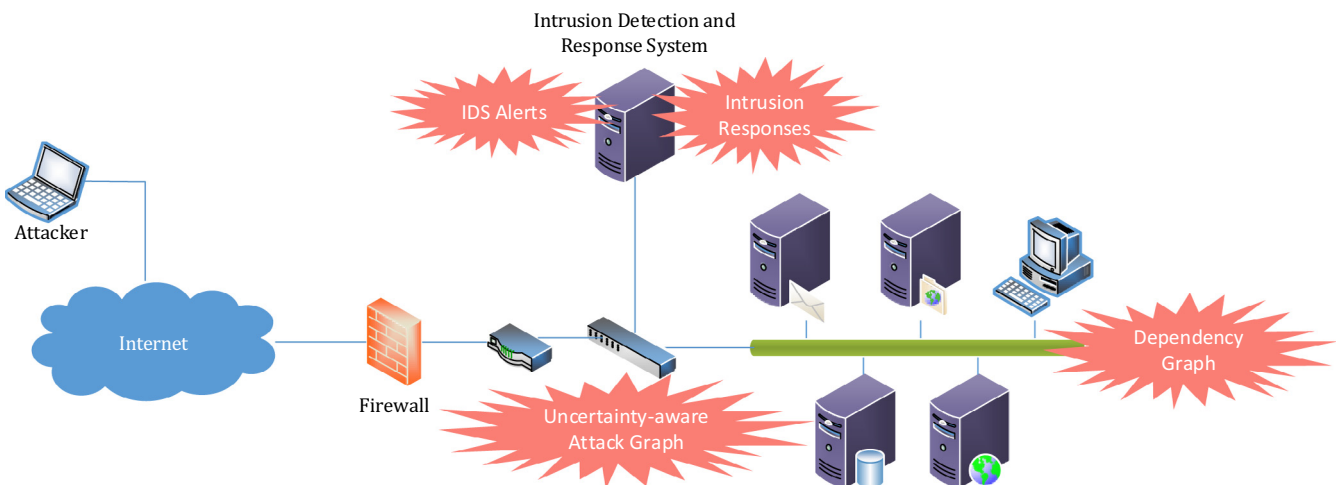 Intrusion Detection and
Response System
IDS Alerts
Intrusion
Responses
Attacker
Internet
Firewall
Uncertainty-aware
Attack Graph
Dependency
Graph